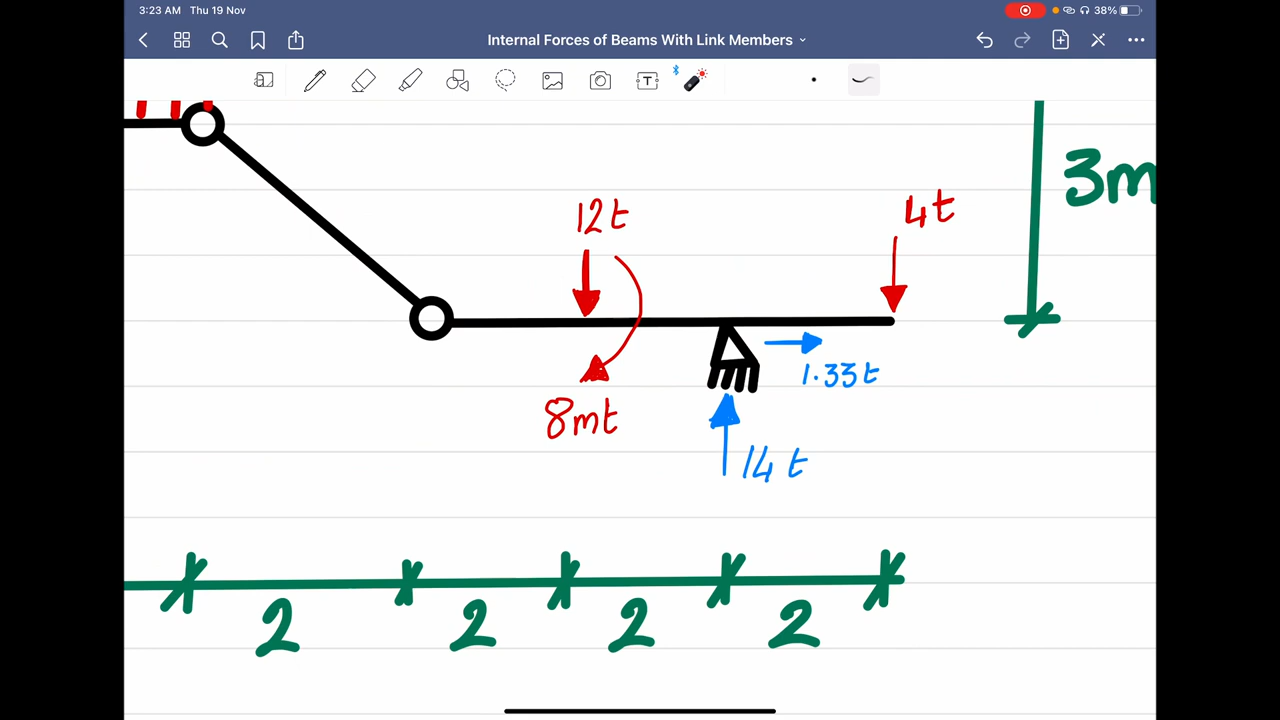 3:23 AM Thu 19 Nov
38%
Internal Forces of Beams With Link Members
T
3m
12t
4t
1.33t
8mt
14t
2 2 2 2